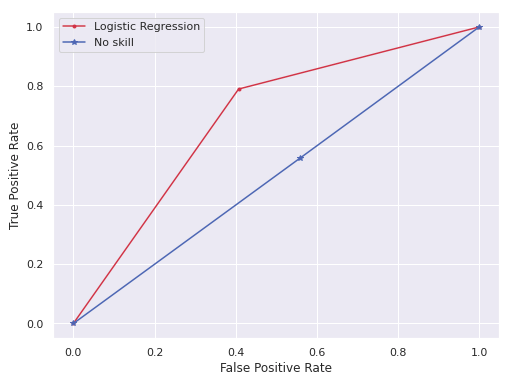 Logistic Regression
No skill
1.0
0.8
0.6
0.4
0.2
0.0
True Positive Rate
0.0 0.2 0.4 0.6 0.8 1.0
False Positive Rate